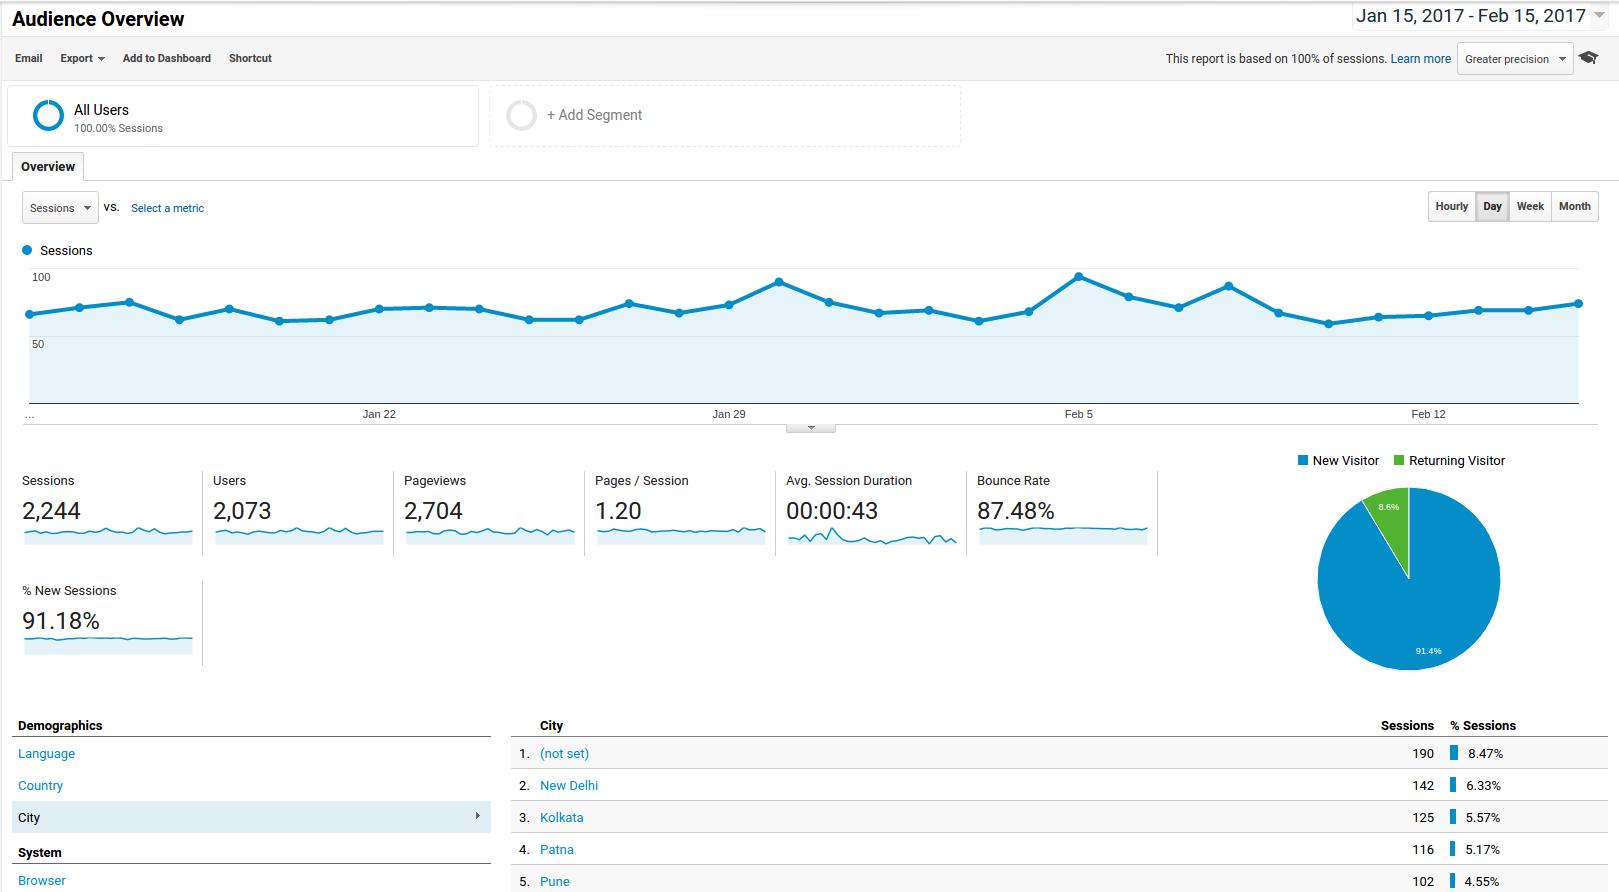 Audience Overview
Jan 15, 2017 - Feb 15, 2017
Email Export Add to Dashboard Shortcut
This report is based on 100% of sessions. Learn more Greater precision
All Users
100.00% Sessions
+ Add Segment
Overview
Sessions vs. Select a metric
Hourly Day Week Month
Sessions
100
50
... Jan 22 Jan 29 Feb 5 Feb 12
New Visitor Returning Visitor
Sessions Users Pageviews Pages / Session Avg. Session Duration Bounce Rate
2,244 2,073 2,704 1.20 00:00:43 87.48%
8.6%
% New Sessions
91.18%
91.4%
Demographics
Language
Country
City
System
Browser
City Sessions % Sessions
1. (not set) 190 8.47%
2. New Delhi 142 6.33%
3. Kolkata 125 5.57%
4. Patna 116 5.17%
5. Pune 102 4.55%